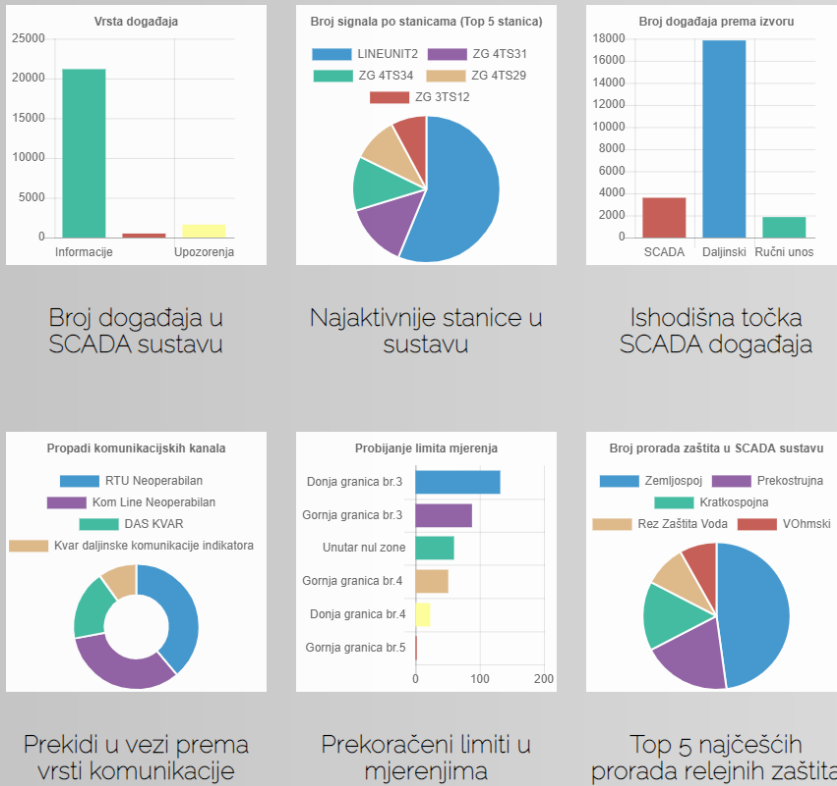 Vrsta događaja
25000
20000
15000
10000
5000
0
Informacije
Upozorenja
Broj događaja u
SCADA sustavu
Broj signala po stanicama (Top 5 stanica)
LINEUNIT2 ZG 4TS31
ZG 4TS34 ZG 4TS29
ZG 3TS12
Najaktivnije stanice u
sustavu
Broj događaja prema izvoru
18000
16000
14000
12000
10000
8000
6000
4000
2000
0
SCADA Daljinski Ručni unos
Ishodišna točka
SCADA događaja
Propadi komunikacijskih kanala
RTU Neoperabilan
Kom Line Neoperabilan
DAS KVAR
Kvar daljinske komunikacije indikatora
Prekidi u vezi prema
vrsti komunikacije
Probijanje limita mjerenja
Donja granica br.3
Gornja granica br.3
Unutar nul zone
Gornja granica br.4
Donja granica br.4
Gornja granica br.5
0 100 200
Prekoračeni limiti u
mjerenjima
Broj prorada zaštita u SCADA sustavu
Zemljospoj Prekostrujna
Kratkospojna
Rez Zaštita Voda VOhmski
Top 5 najčešćih
prorada relejnih zaštita